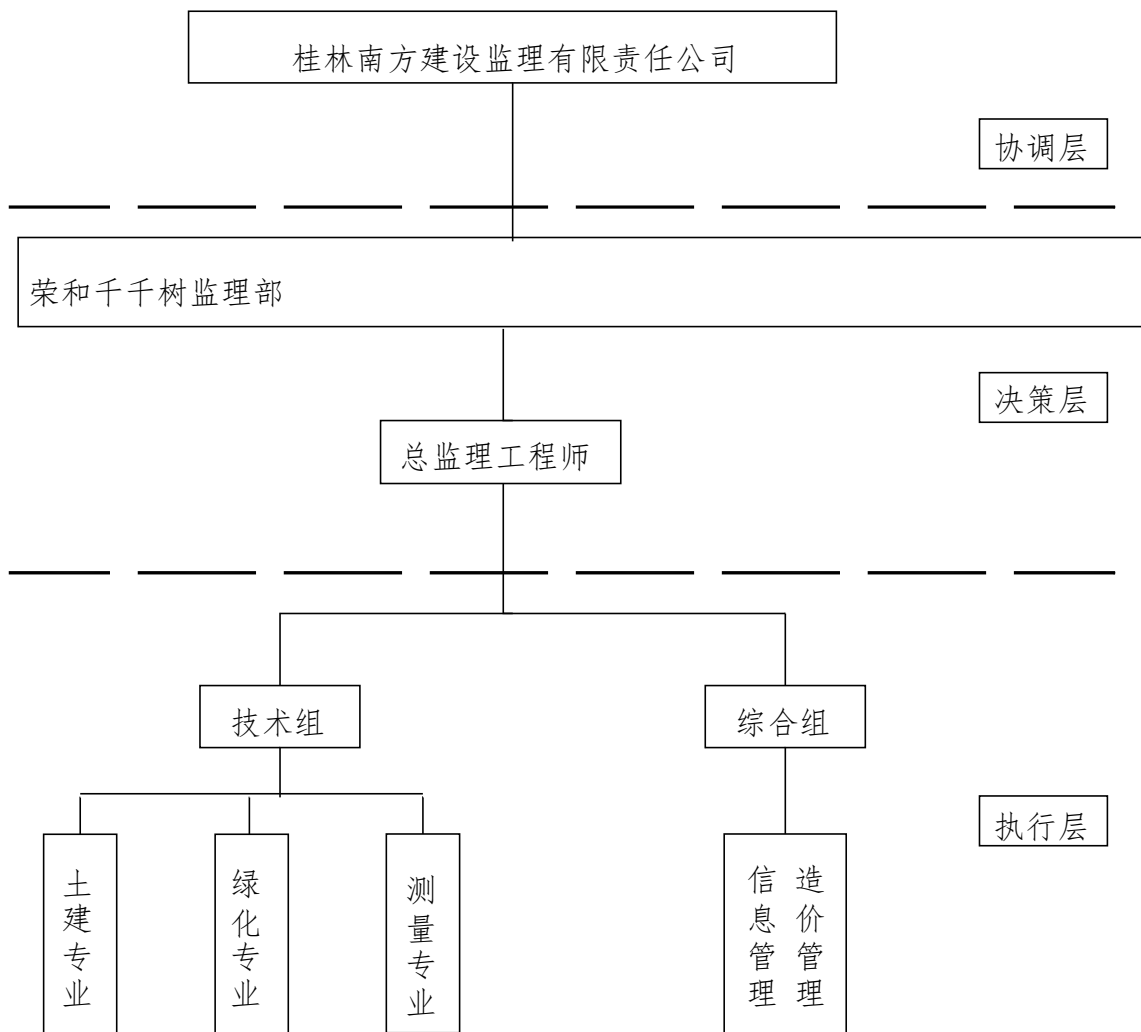 桂林南方建设监理有限责任公司
协调层
荣和千千树监理部
决策层
总监理工程师
技术组
综合组
执行层
土建专业
绿化专业
测量专业
信息管理
造价管理